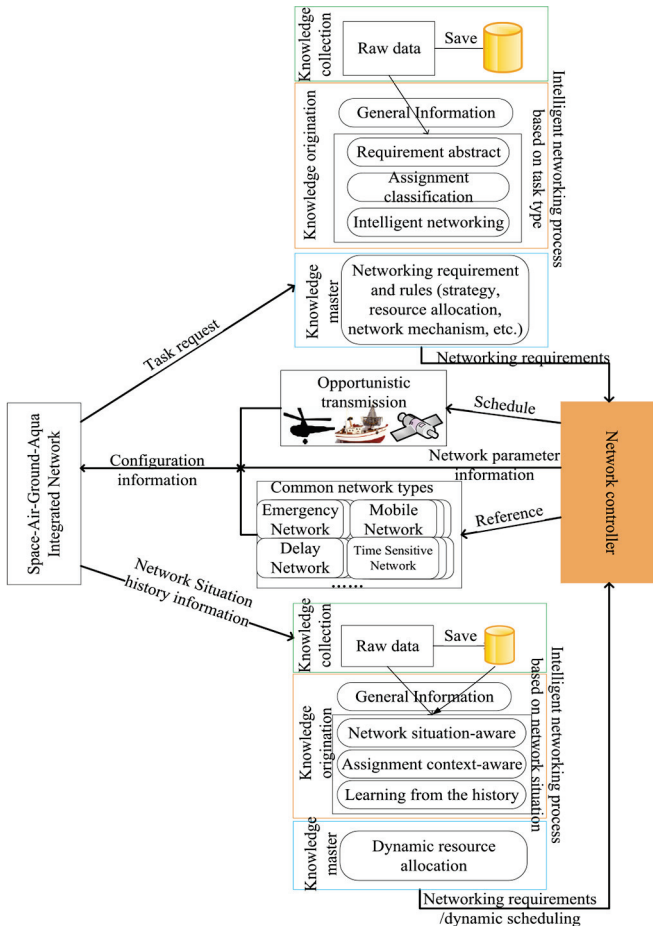 Knowledge
collection
Raw data
Save
Intelligent networking process
based on task type
Knowledge origination
General Information
Requirement abstract
Assignment
classification
Intelligent networking
Knowledge
master
Networking requirement
and rules (strategy,
resource allocation,
network mechanism, etc.)
Task request
Networking requirements
Space-Air-Ground-Aqua
Integrated Network
Opportunistic
transmission
Schedule
Network controller
Configuration
information
Network parameter
information
Common network types
Emergency
Network
Mobile
Network
Delay
Network
Time Sensitive
Network
......
Reference
Network Situation
history information
Knowledge
collection
Raw data
Save
Intelligent networking process
based on network situation
Knowledge
origination
General Information
Network situation-aware
Assignment context-aware
Learning from the history
Knowledge
master
Dynamic resource
allocation
Networking requirements
/dynamic scheduling